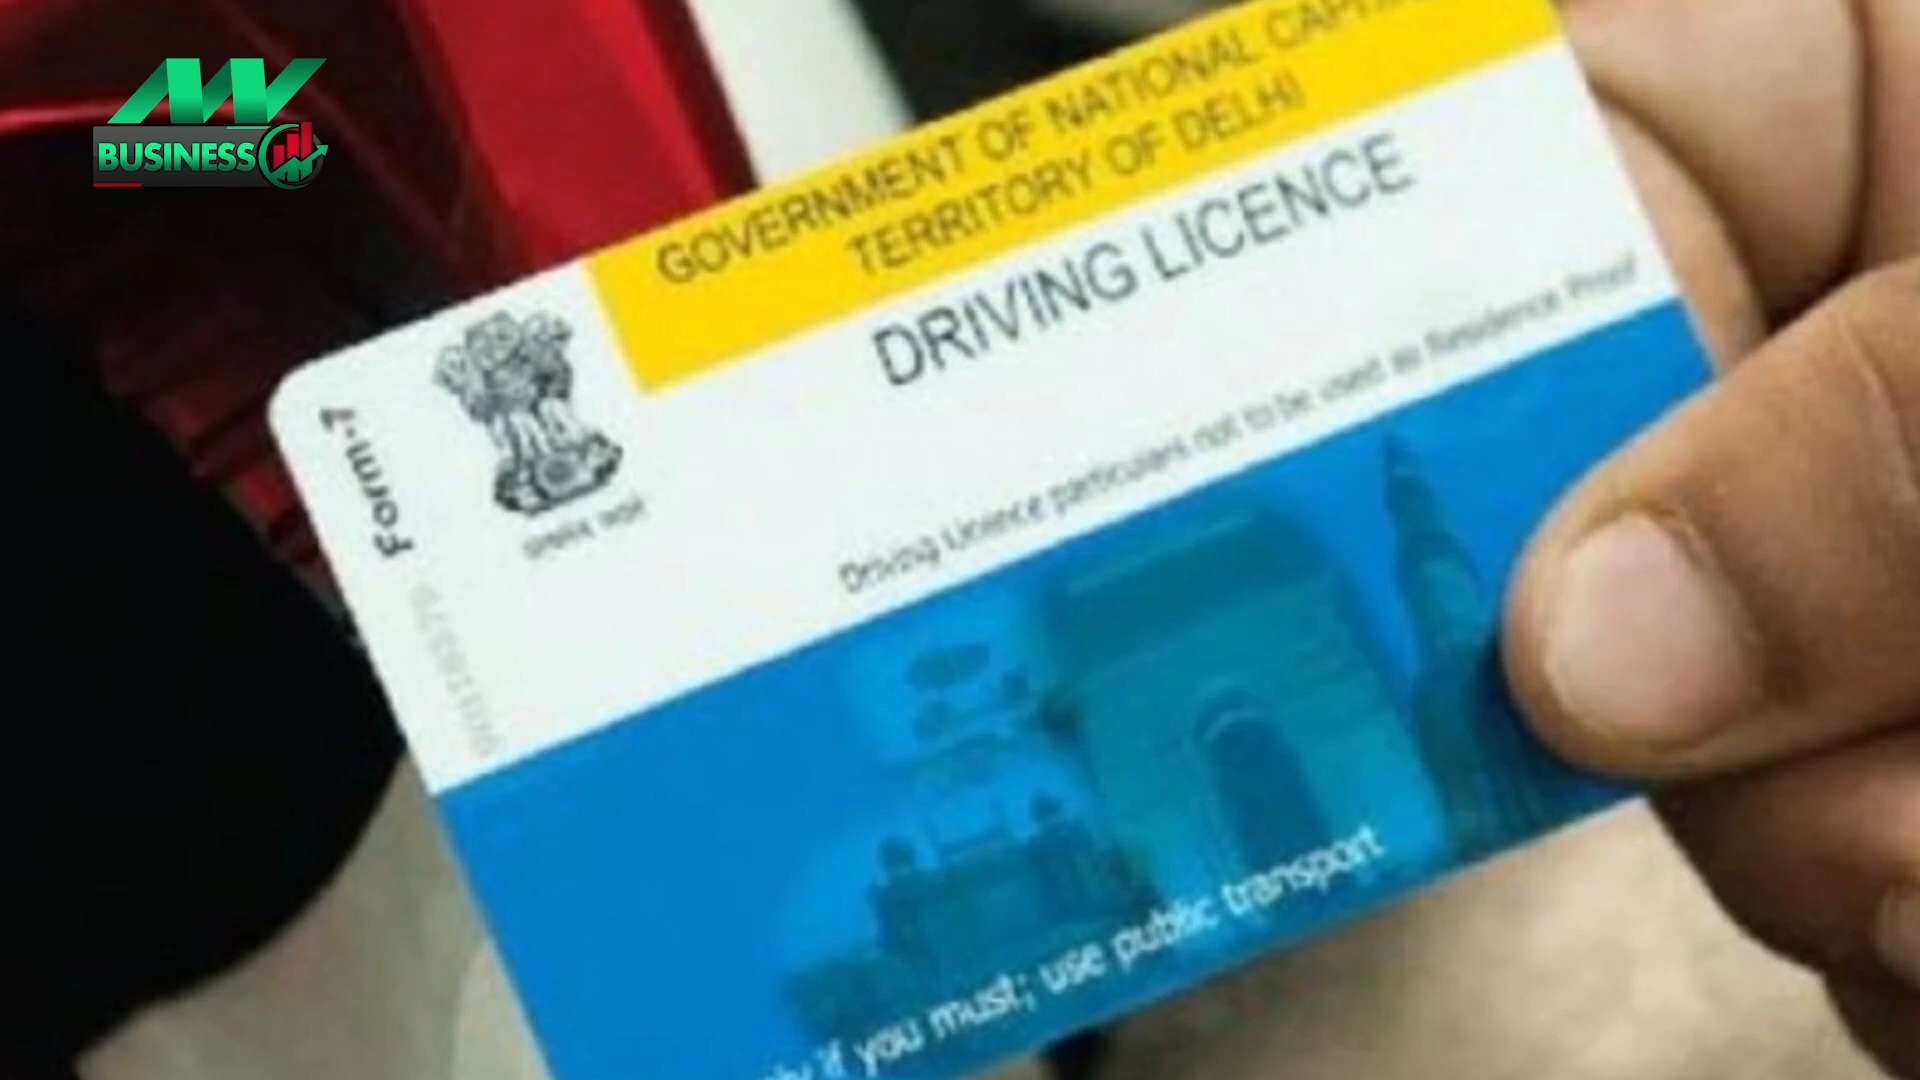 BUSINESS
GOVERNMENT OF NATIONAL
TERRITORY OF DELHI
DRIVING LICENCE
Driving Licence particulars not to be used as Residence Proof
Form-7
if you must; use public transport